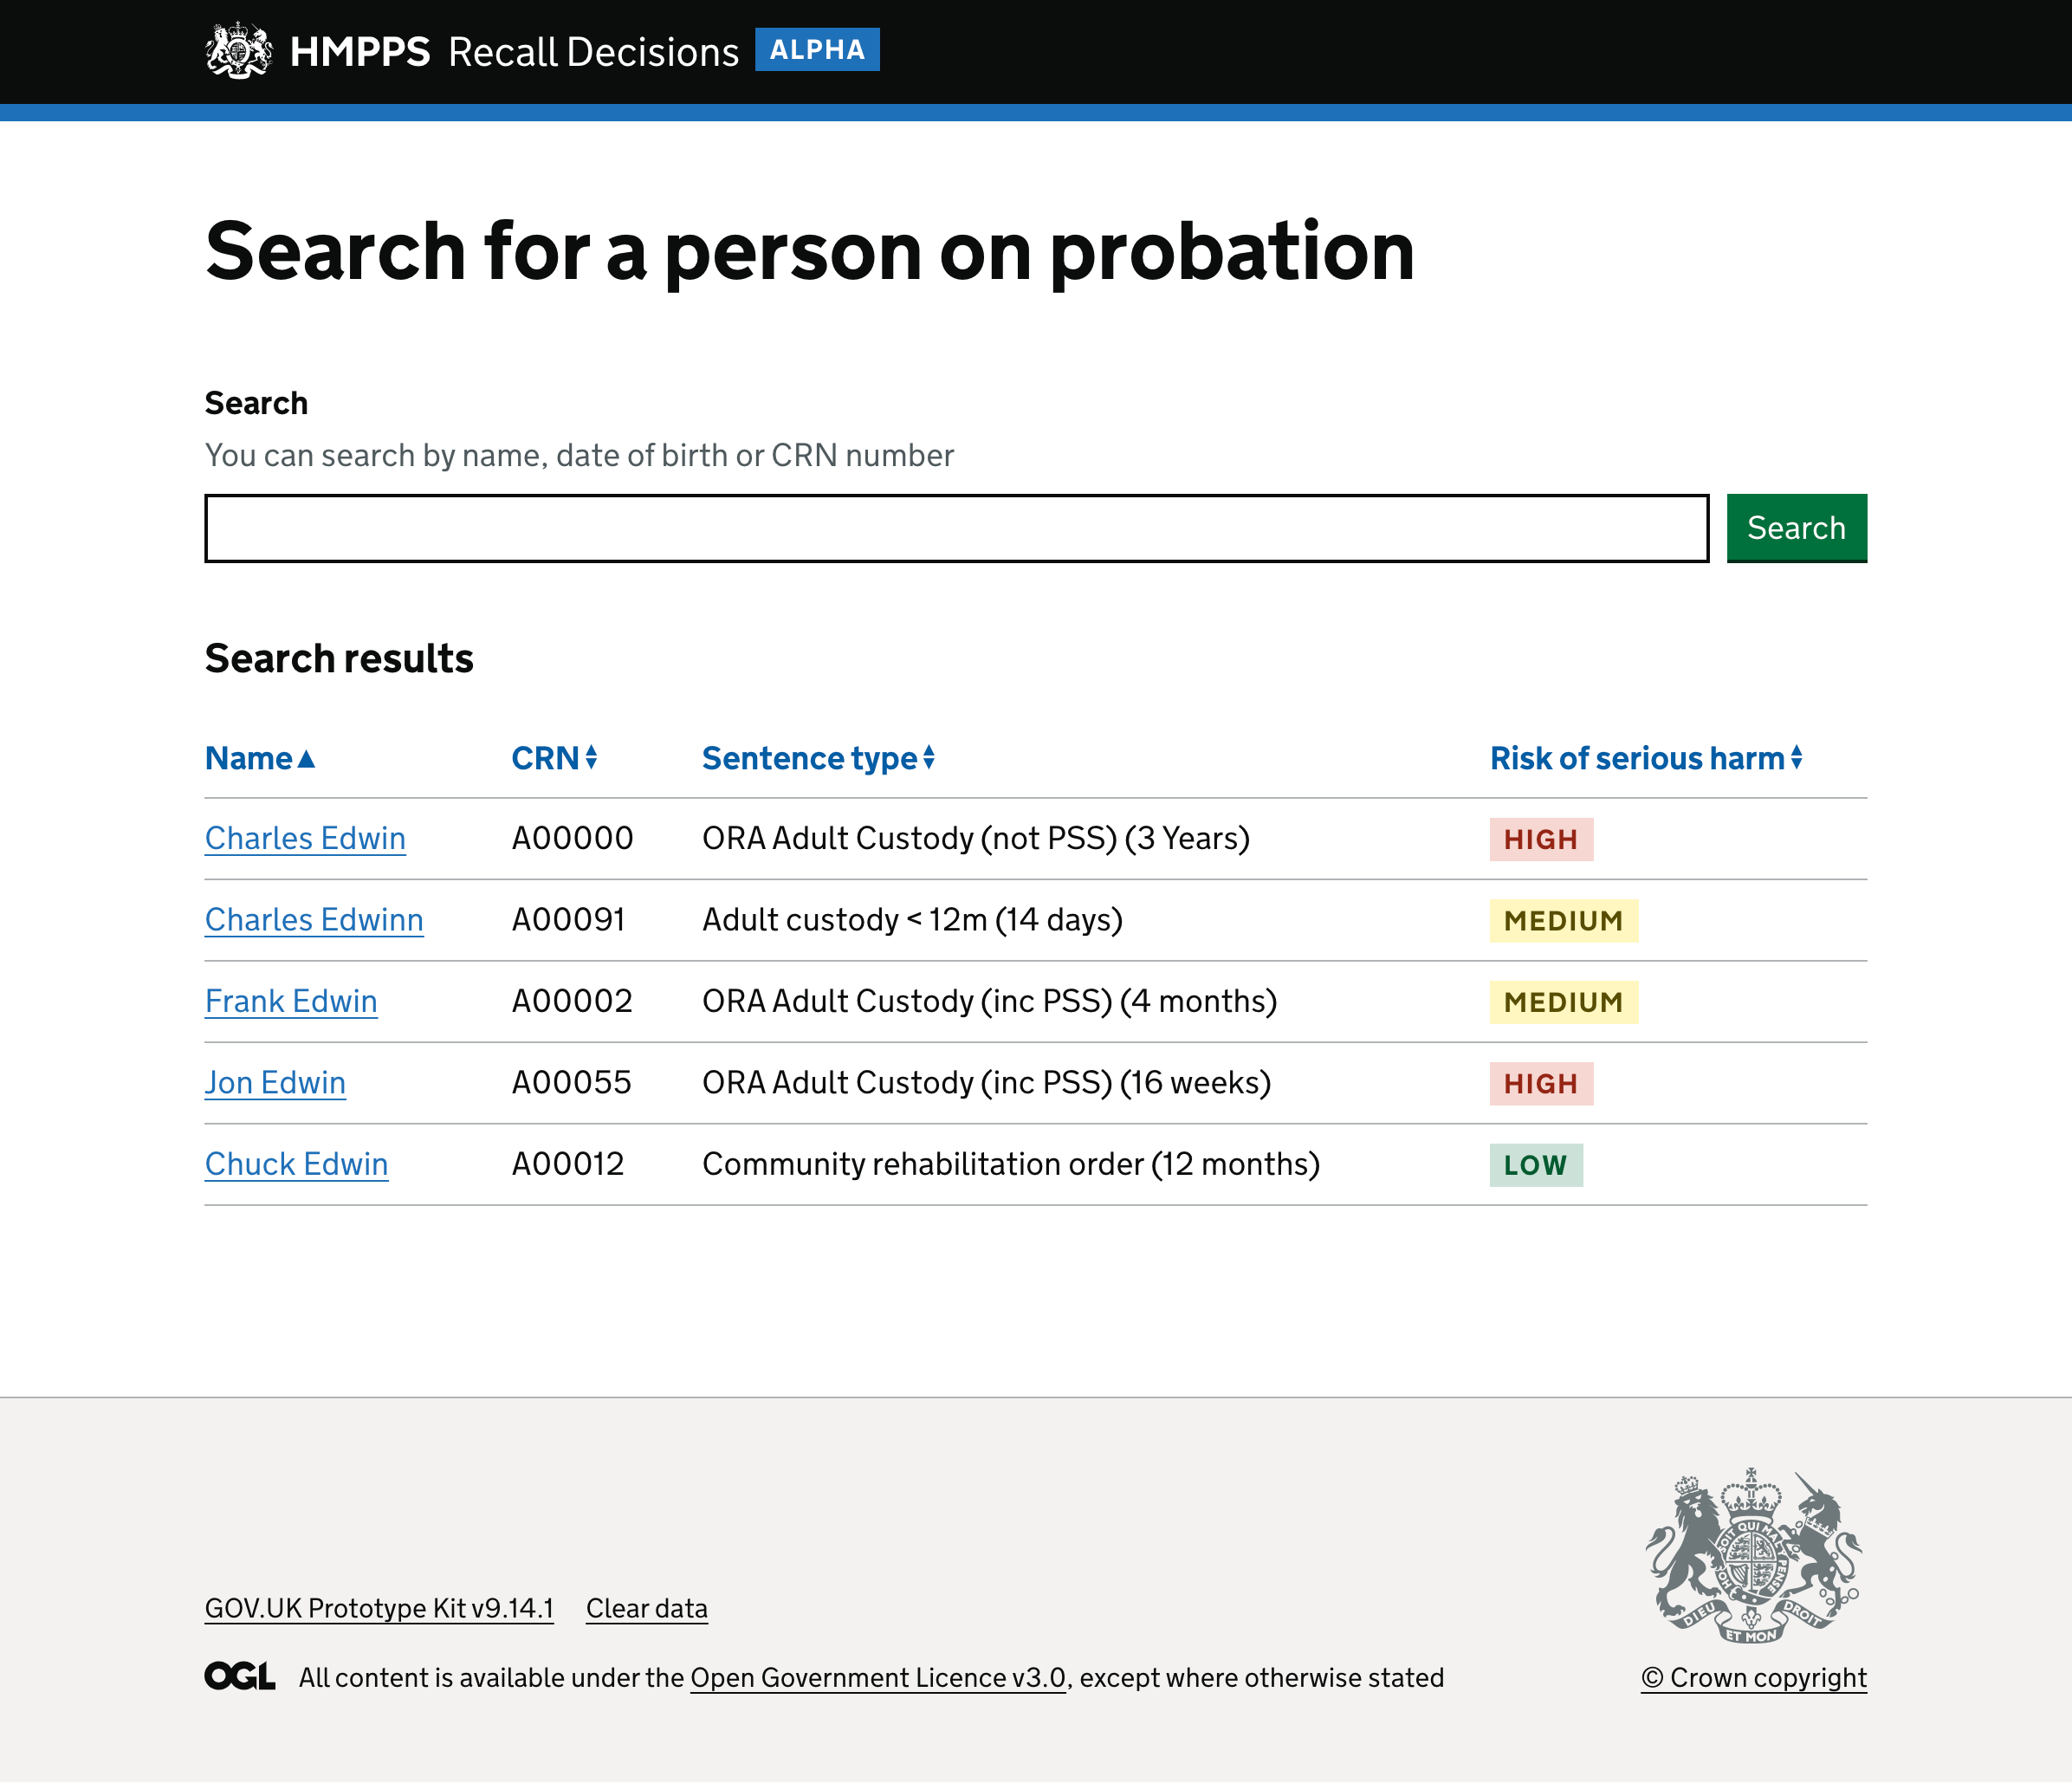 HMPPS Recall Decisions ALPHA
Search for a person on probation
Search
You can search by name, date of birth or CRN number
Search
Search results
Name CRN Sentence type Risk of serious harm
Charles Edwin A00000 ORA Adult Custody (not PSS) (3 Years) HIGH
Charles Edwinn A00091 Adult custody < 12m (14 days) MEDIUM
Frank Edwin A00002 ORA Adult Custody (inc PSS) (4 months) MEDIUM
Jon Edwin A00055 ORA Adult Custody (inc PSS) (16 weeks) HIGH
Chuck Edwin A00012 Community rehabilitation order (12 months) LOW
HONI SOIT QUI MAL Y PENSE
DIEU ET MON DROIT
GOV.UK Prototype Kit v9.14.1 Clear data
OGL All content is available under the Open Government Licence v3.0, except where otherwise stated
© Crown copyright